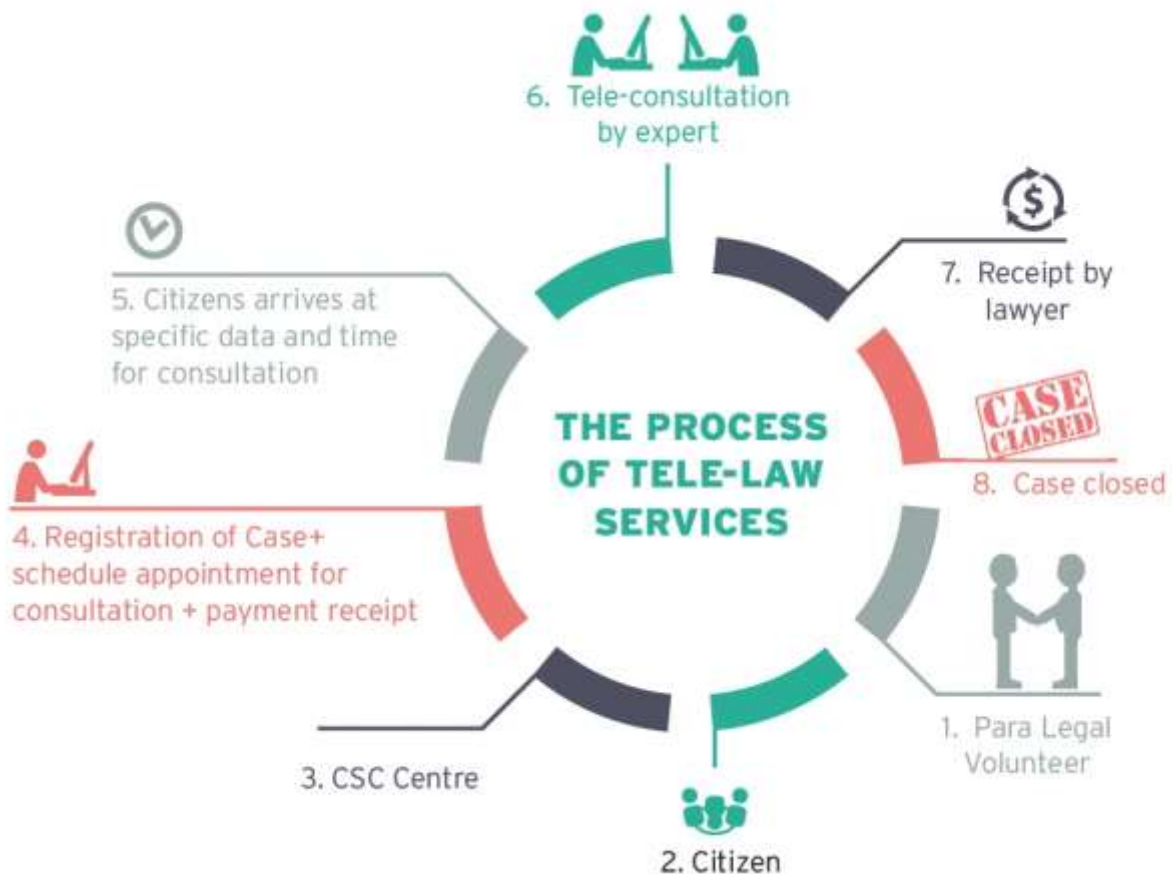 6. Tele-consultation
by expert
$
7. Receipt by
lawyer
5. Citizens arrives at
specific data and time
for consultation
THE PROCESS
OF TELE-LAW
SERVICES
CASE
CLOSED
8. Case closed
4. Registration of Case+
schedule appointment for
consultation + payment receipt
1. Para Legal
Volunteer
3. CSC Centre
2. Citizen